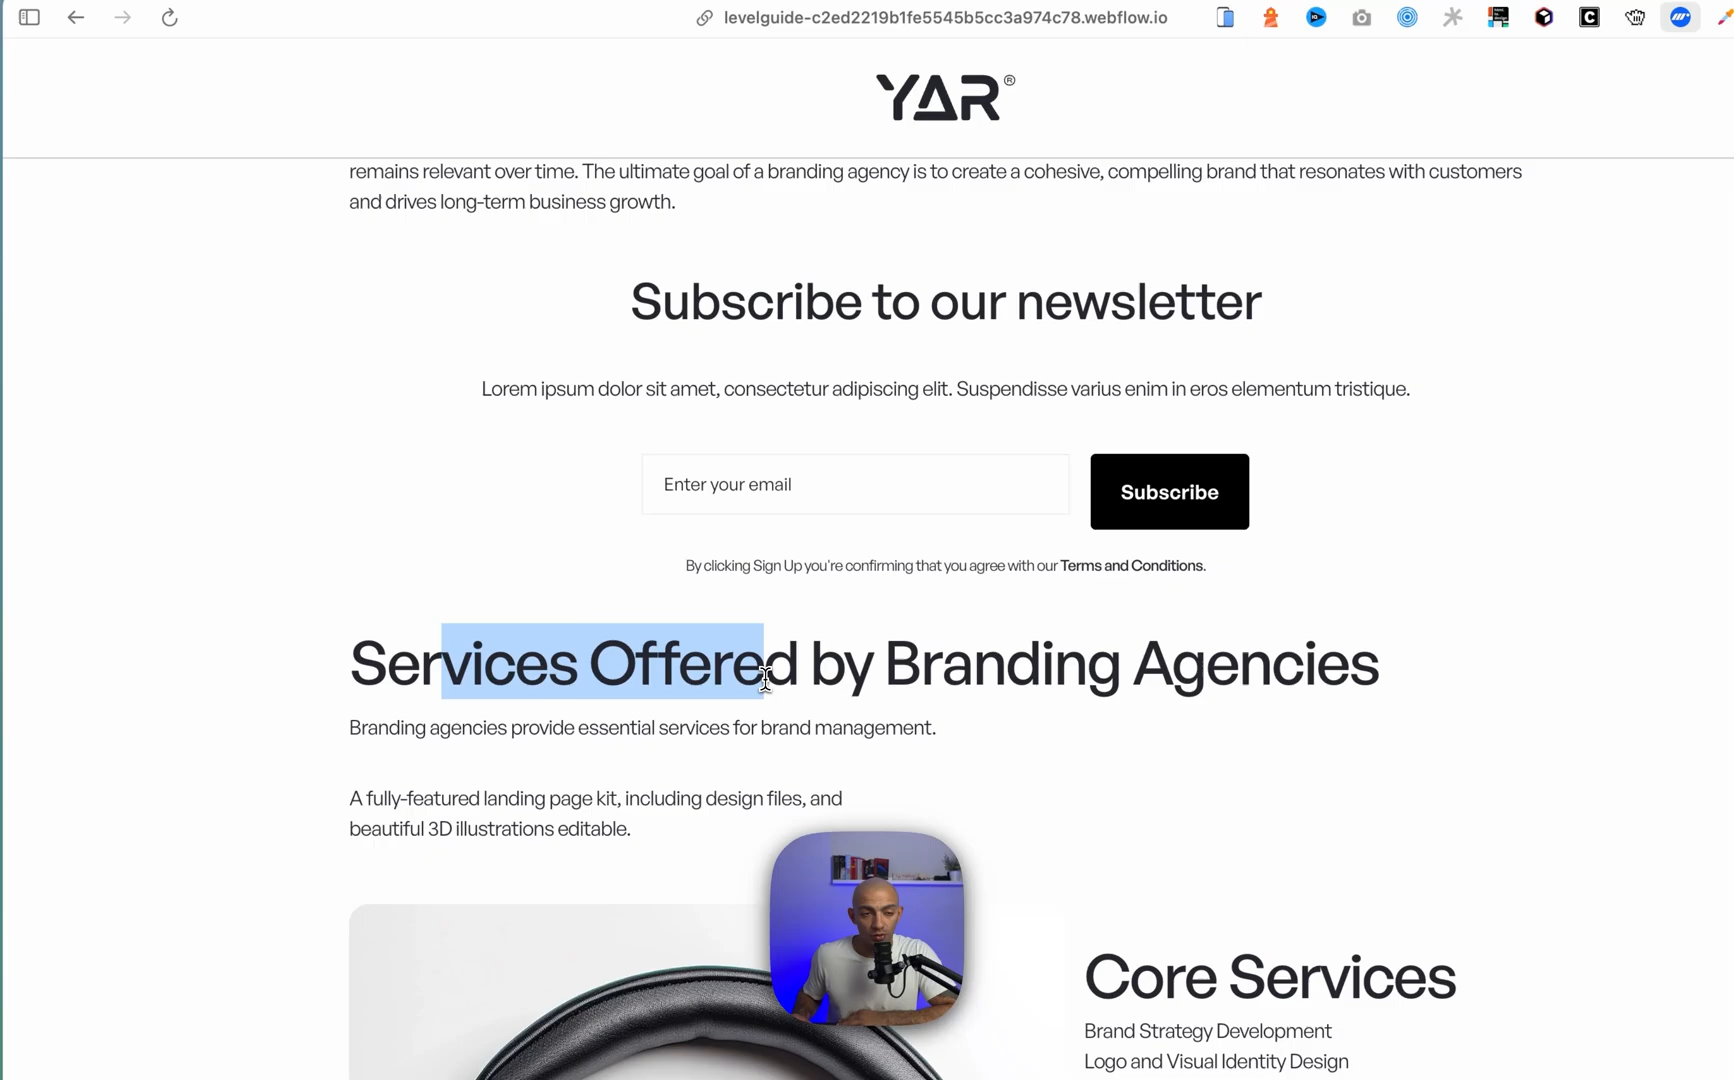 levelguide-c2ed2219b1fe5545b5cc3a974c78.webflow.io
YAR®
remains relevant over time. The ultimate goal of a branding agency is to create a cohesive, compelling brand that resonates with customers
and drives long-term business growth.
Subscribe to our newsletter
Lorem ipsum dolor sit amet, consectetur adipiscing elit. Suspendisse varius enim in eros elementum tristique.
Enter your email
Subscribe
By clicking Sign Up you're confirming that you agree with our Terms and Conditions.
Services Offered by Branding Agencies
Branding agencies provide essential services for brand management.
A fully-featured landing page kit, including design files, and
beautiful 3D illustrations editable.
Core Services
Brand Strategy Development
Logo and Visual Identity Design